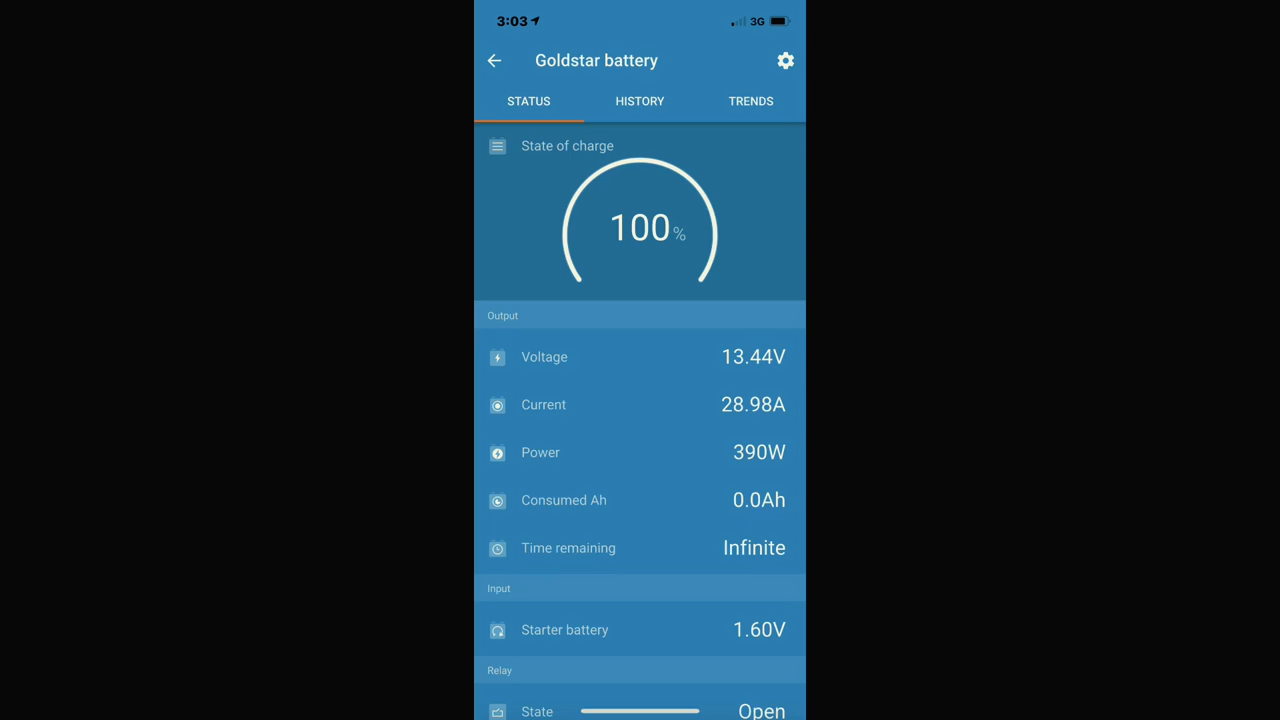 3:03 3G
Goldstar battery
STATUS HISTORY TRENDS
State of charge
100%
Output
Voltage 13.44V
Current 28.98A
Power 390W
Consumed Ah 0.0Ah
Time remaining Infinite
Input
Starter battery 1.60V
Relay
State Open